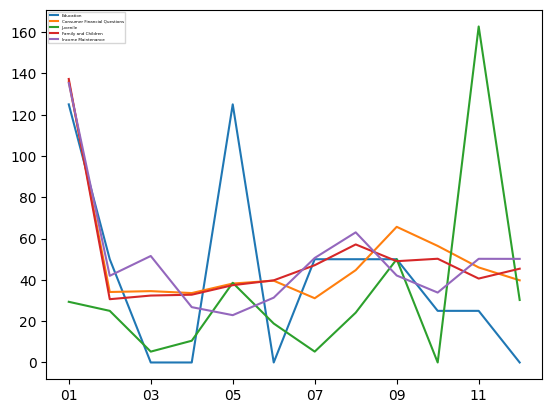 Education
Consumer Financial Questions
Juvenile
Family and Children
Income Maintenance
160
140
120
100
80
60
40
20
0
01 03 05 07 09 11